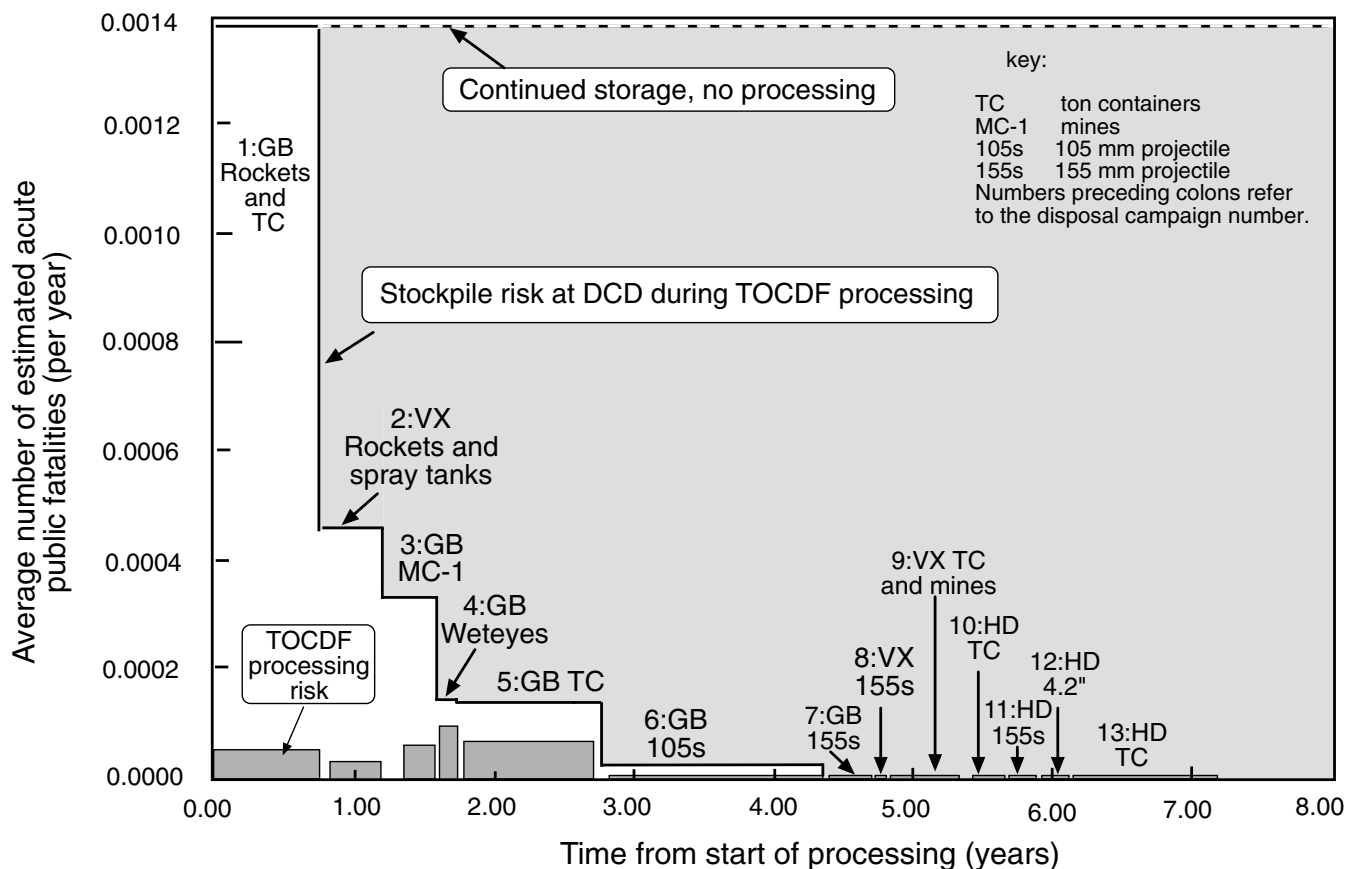 0.0014
0.0012
0.0010
0.0008
0.0006
0.0004
0.0002
0.0000
Average number of estimated acute
public fatalities (per year)
Continued storage, no processing
key:
TC ton containers
MC-1 mines
105s 105 mm projectile
155s 155 mm projectile
Numbers preceding colons refer
to the disposal campaign number.
1:GB
Rockets
and
TC
Stockpile risk at DCD during TOCDF processing
2:VX
Rockets and
spray tanks
3:GB
MC-1
4:GB
Weteyes
TOCDF
processing
risk
5:GB TC
6:GB
105s
7:GB
155s
8:VX
155s
9:VX TC
and mines
10:HD
TC
11:HD
155s
12:HD
4.2"
13:HD
TC
0.00 1.00 2.00 3.00 4.00 5.00 6.00 7.00 8.00
Time from start of processing (years)